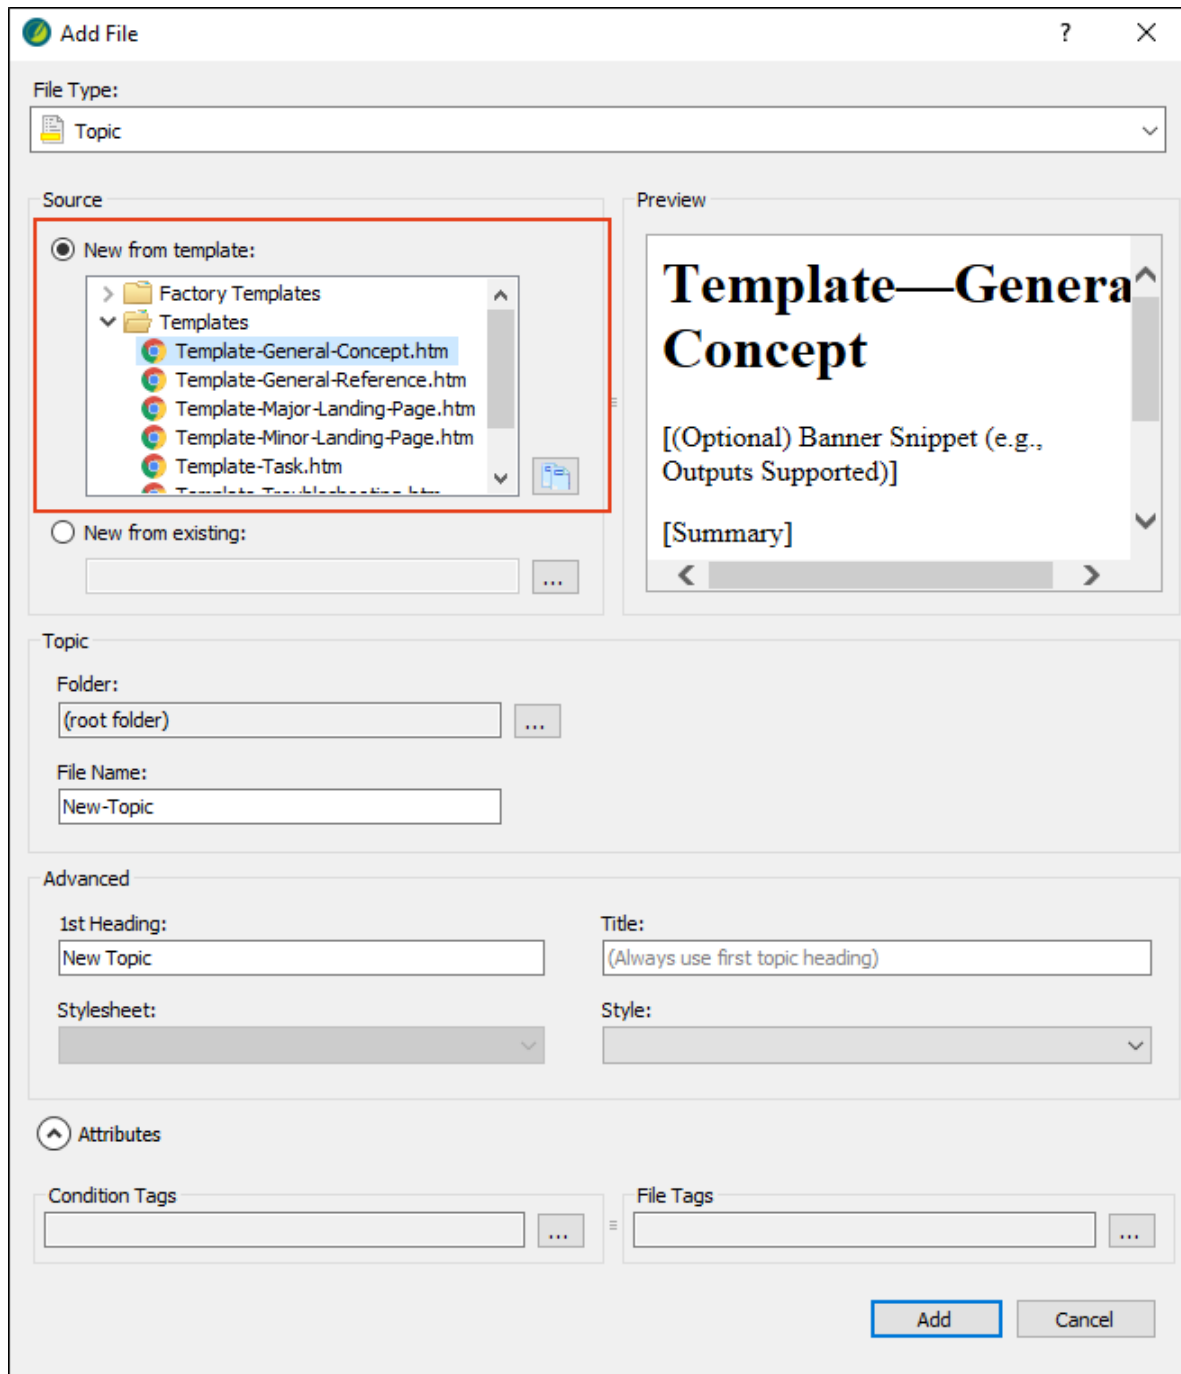 Add File
?
File Type:
Topic
Source
New from template:
Factory Templates
Templates
Template-General-Concept.htm
Template-General-Reference.htm
Template-Major-Landing-Page.htm
Template-Minor-Landing-Page.htm
Template-Task.htm
Template-Troubleshooting.htm
New from existing:
...
Preview
Template—Genera
Concept
[(Optional) Banner Snippet (e.g.,
Outputs Supported)]
[Summary]
Topic
Folder:
(root folder)
...
File Name:
New-Topic
Advanced
1st Heading:
New Topic
Title:
(Always use first topic heading)
Stylesheet:
Style:
Attributes
Condition Tags
...
File Tags
...
Add
Cancel